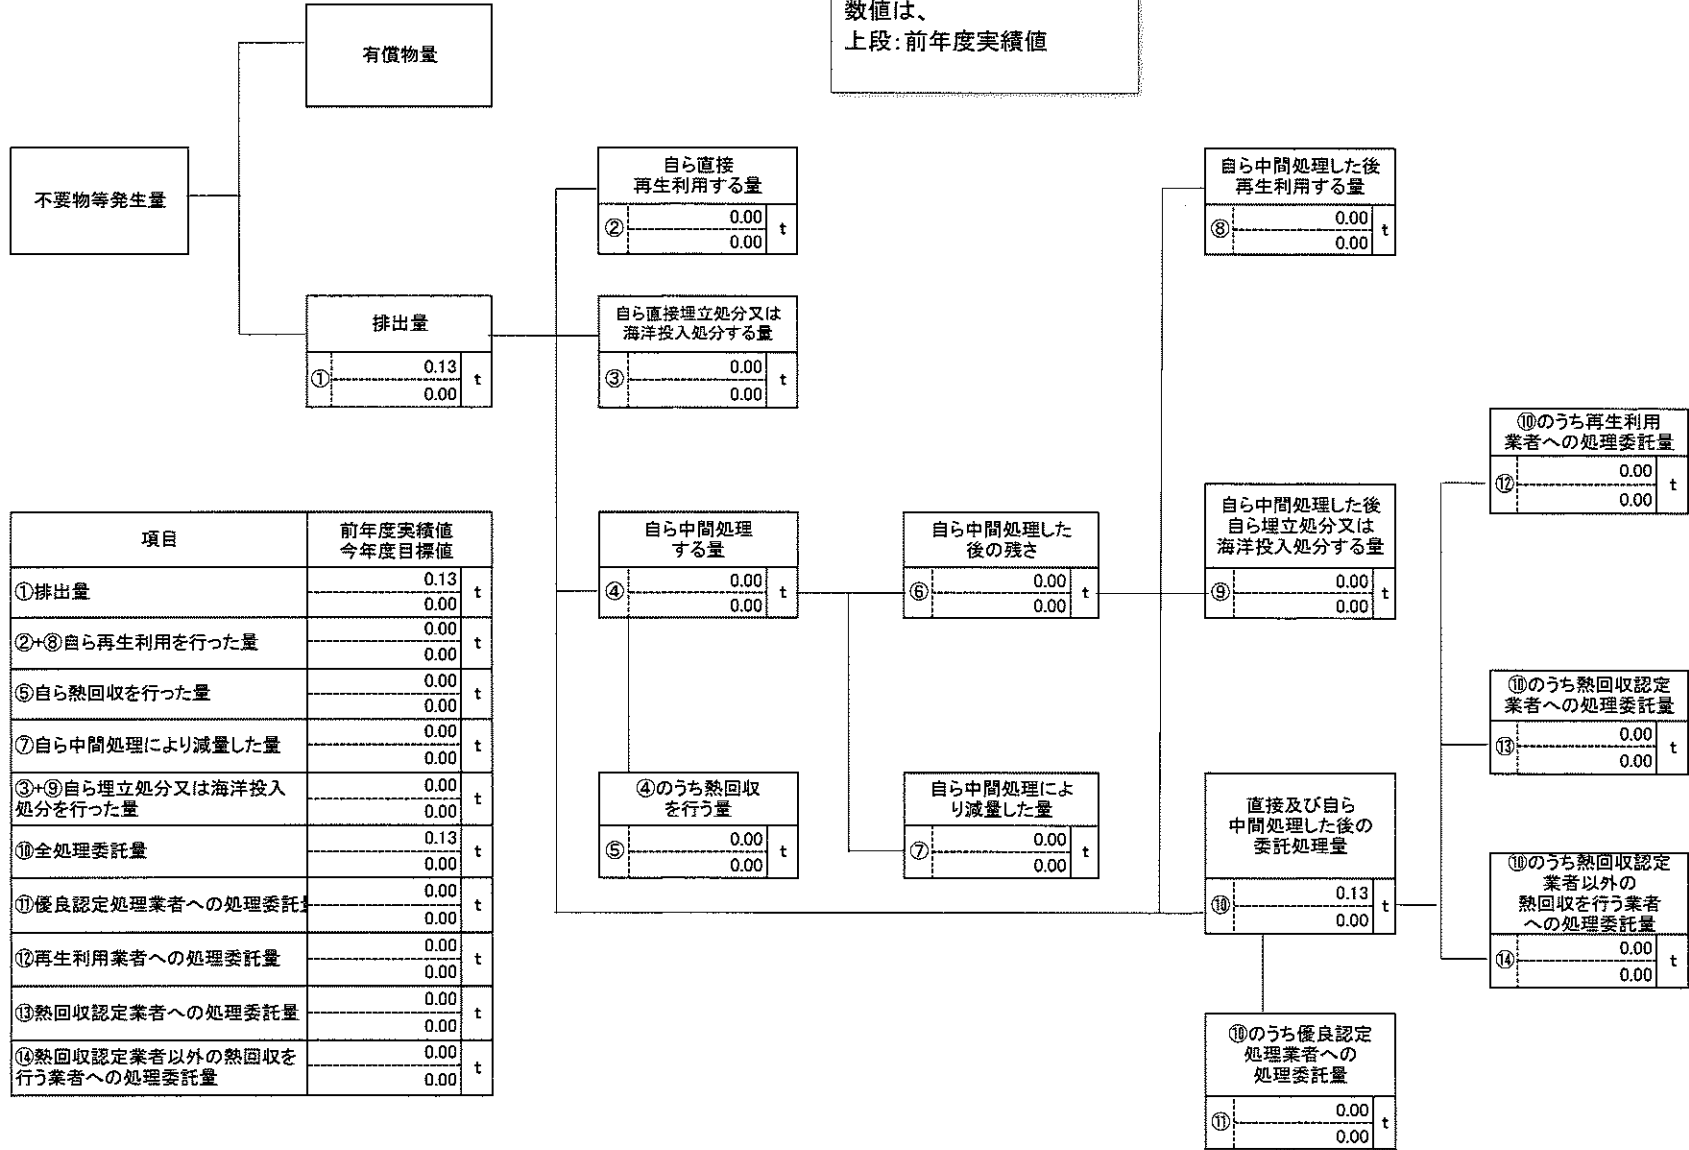 数値は、
上段:前年度実績値
有償物量
不要物等発生量
排出量
① 0.13 t
0.00
自ら直接
再生利用する量
② 0.00 t
0.00
自ら直接埋立処分又は
海洋投入処分する量
③ 0.00 t
0.00
自ら中間処理
する量
④ 0.00 t
0.00
④のうち熱回収
を行う量
⑤ 0.00 t
0.00
自ら中間処理した
後の残さ
⑥ 0.00 t
0.00
自ら中間処理によ
り減量した量
⑦ 0.00 t
0.00
自ら中間処理した後
再生利用する量
⑧ 0.00 t
0.00
自ら中間処理した後
自ら埋立処分又は
海洋投入処分する量
⑨ 0.00 t
0.00
直接及び自ら
中間処理した後の
委託処理量
⑩ 0.13 t
0.00
⑩のうち優良認定
処理業者への
処理委託量
⑪ 0.00 t
0.00
⑩のうち再生利用
業者への処理委託量
⑫ 0.00 t
0.00
⑩のうち熱回収認定
業者への処理委託量
⑬ 0.00 t
0.00
⑩のうち熱回収認定
業者以外の
熱回収を行う業者
への処理委託量
⑭ 0.00 t
0.00
項目 前年度実績値
今年度目標値
①排出量 0.13 t
0.00
②+⑧自ら再生利用を行った量 0.00 t
0.00
⑤自ら熱回収を行った量 0.00 t
0.00
⑦自ら中間処理により減量した量 0.00 t
0.00
③+⑨自ら埋立処分又は海洋投入 0.00 t
処分を行った量 0.00
⑩全処理委託量 0.13 t
0.00
⑪優良認定処理業者への処理委託 0.00 t
0.00
⑫再生利用業者への処理委託量 0.00 t
0.00
⑬熱回収認定業者への処理委託量 0.00 t
0.00
⑭熱回収認定業者以外の熱回収を 0.00 t
行う業者への処理委託量 0.00